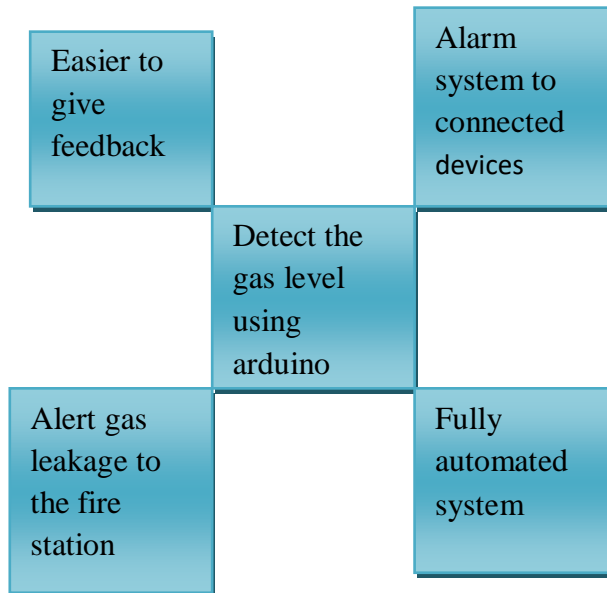 Easier to
give
feedback
Alarm
system to
connected
devices
Detect the
gas level
using
arduino
Alert gas
leakage to
the fire
station
Fully
automated
system